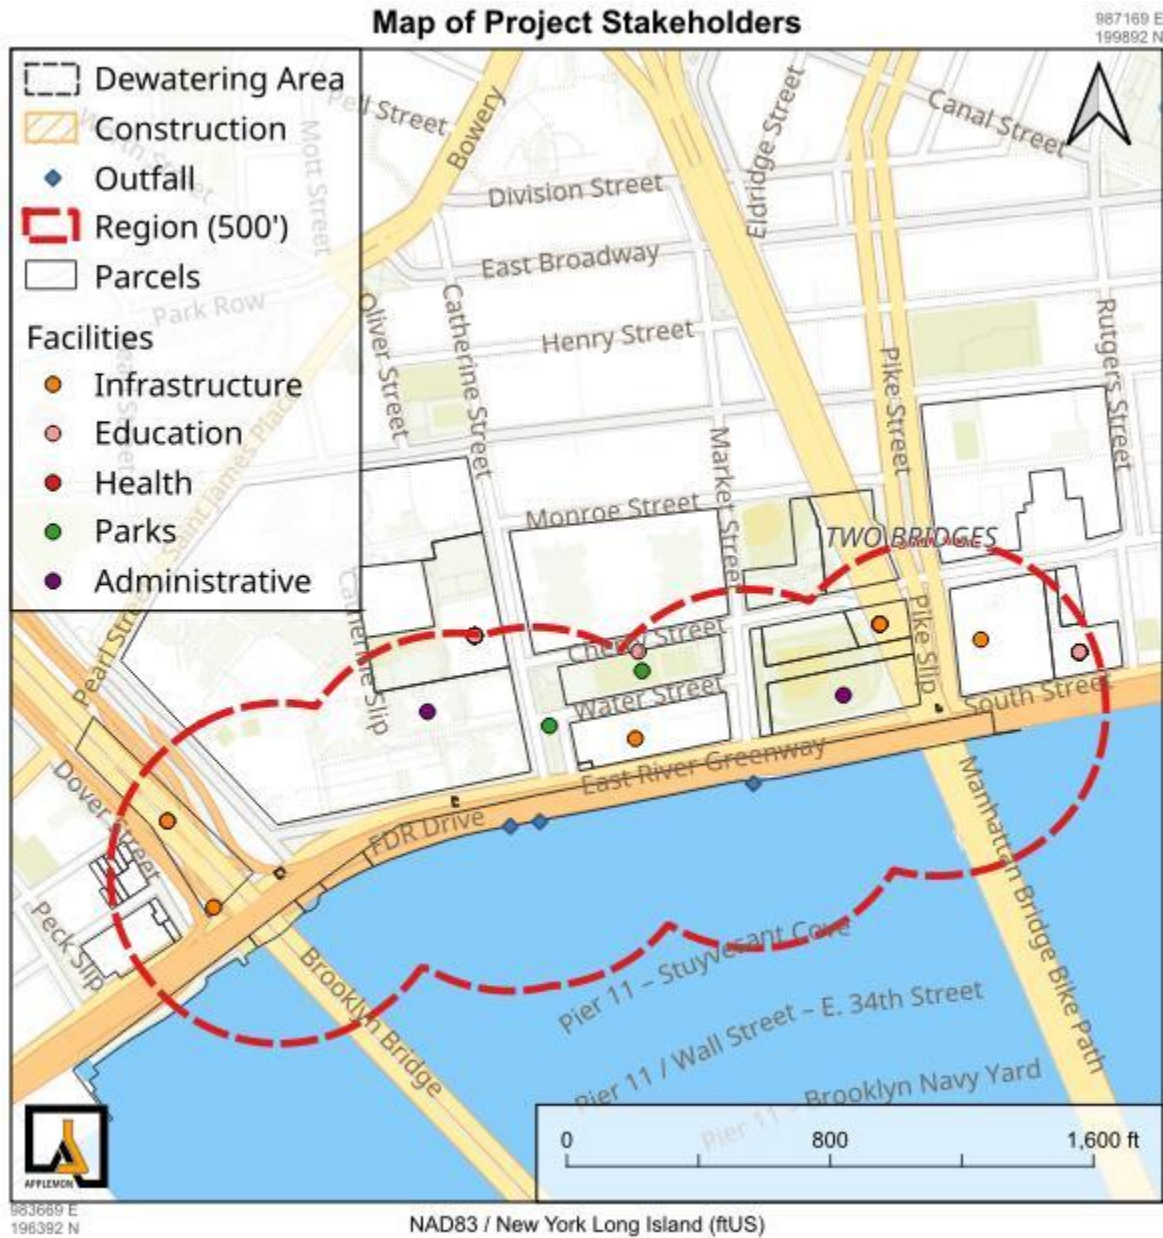 Map of Project Stakeholders
987169 E
199892 N
Dewatering Area
Construction
Outfall
Region (500')
Parcels
Facilities
Infrastructure
Education
Health
Parks
Administrative
Pell Street
Mott Street
Park Row
Bowery
Division Street
Eldridge Street
Canal Street
East Broadway
Henry Street
Oliver Street
Catherine Street
Pike Street
Rutgers Street
Market Street
Monroe Street
TWO BRIDGES
Saint James Place
Pearl Street
Catherine Slip
Cherry Street
Water Street
Pike Slip
South Street
East River Greenway
FDR Drive
Dover Street
Peck Slip
Brooklyn Bridge
Manhattan Bridge Bike Path
Pier 11 – Stuyvesant Cove
Pier 11 / Wall Street – E. 34th Street
Pier 11 – Brooklyn Navy Yard
0 800 1,600 ft
APPLEMON
983669 E
196392 N
NAD83 / New York Long Island (ftUS)